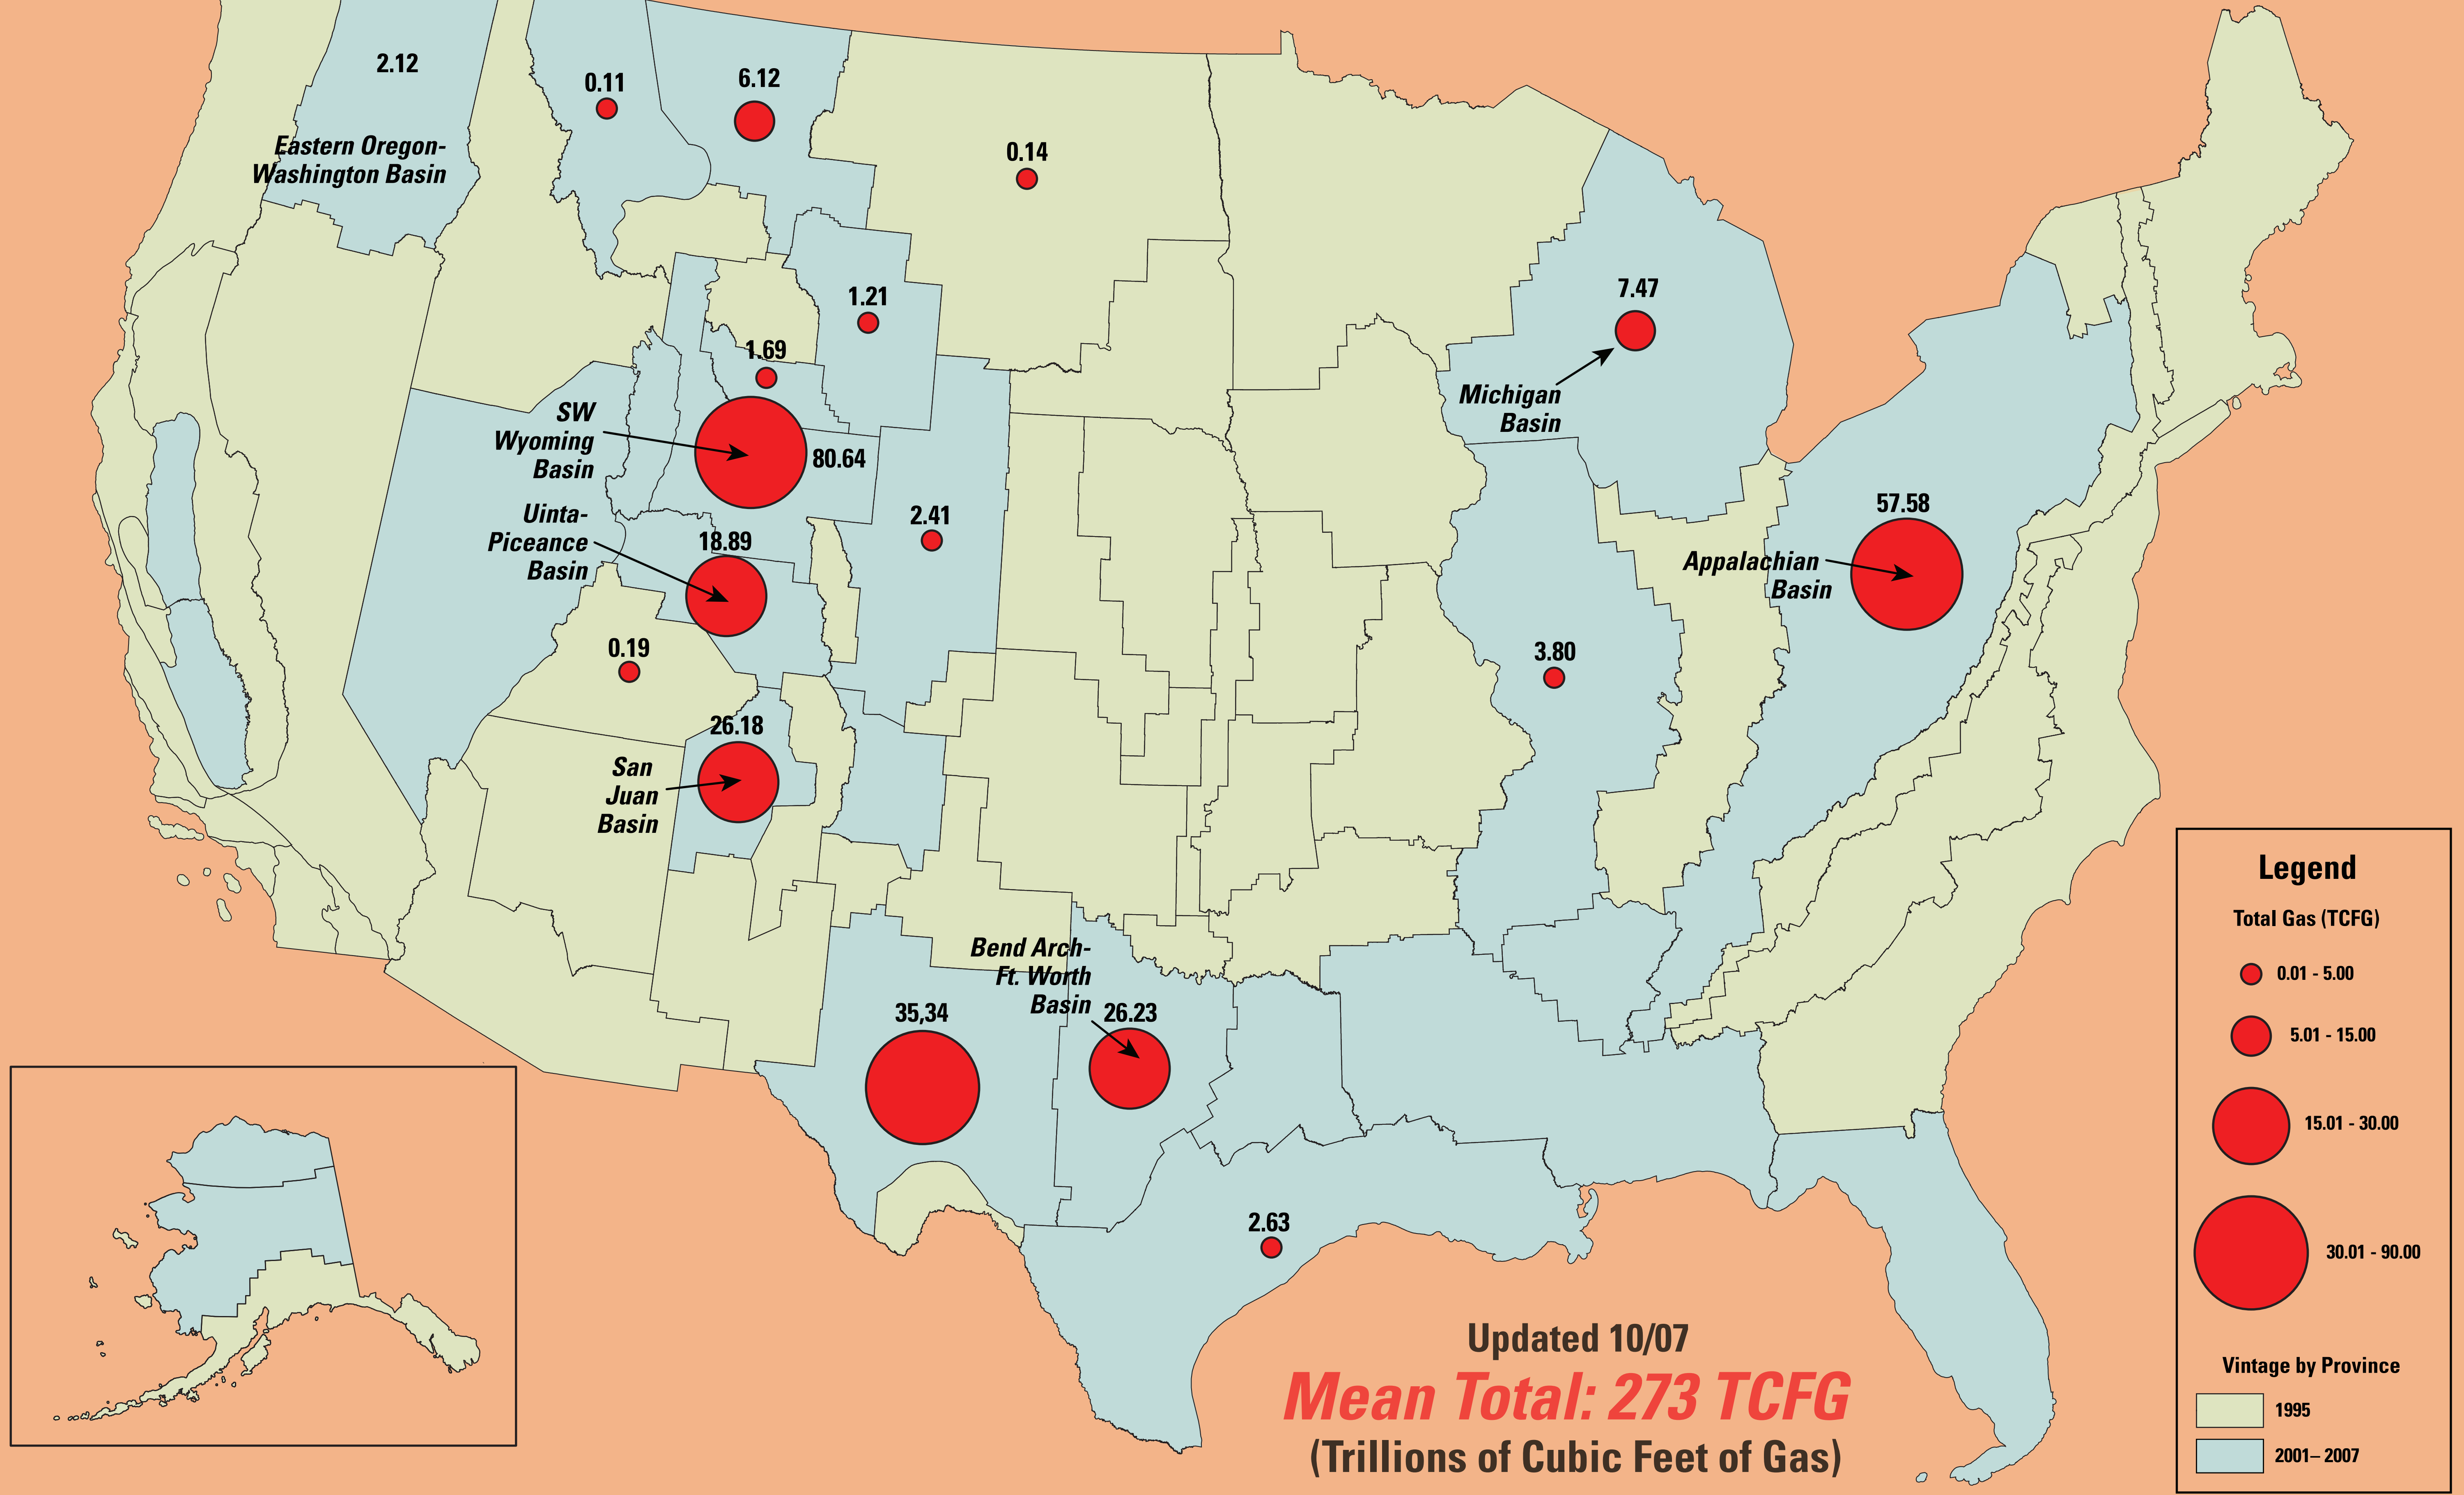 2.12
Eastern Oregon-
Washington Basin
0.11
6.12
0.14
1.21
1.69
SW
Wyoming
Basin
80.64
Uinta-
Piceance
Basin
18.89
2.41
0.19
26.18
San
Juan
Basin
7.47
Michigan
Basin
57.58
Appalachian
Basin
3.80
Bend Arch-
Ft. Worth
Basin
26.23
35,34
2.63
Updated 10/07
Mean Total: 273 TCFG
(Trillions of Cubic Feet of Gas)
Legend
Total Gas (TCFG)
0.01 - 5.00
5.01 - 15.00
15.01 - 30.00
30.01 - 90.00
Vintage by Province
1995
2001– 2007